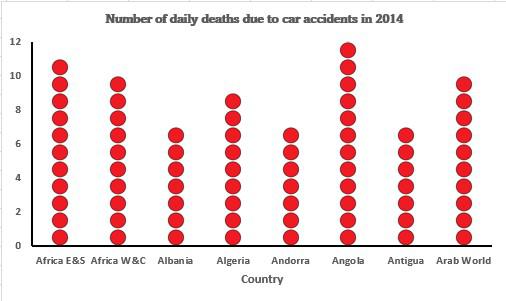 Number of daily deaths due to car accidents in 2014
12
10
8
6
4
2
0
Africa E&S Africa W&C Albania Algeria Andorra Angola Antigua Arab World
Country